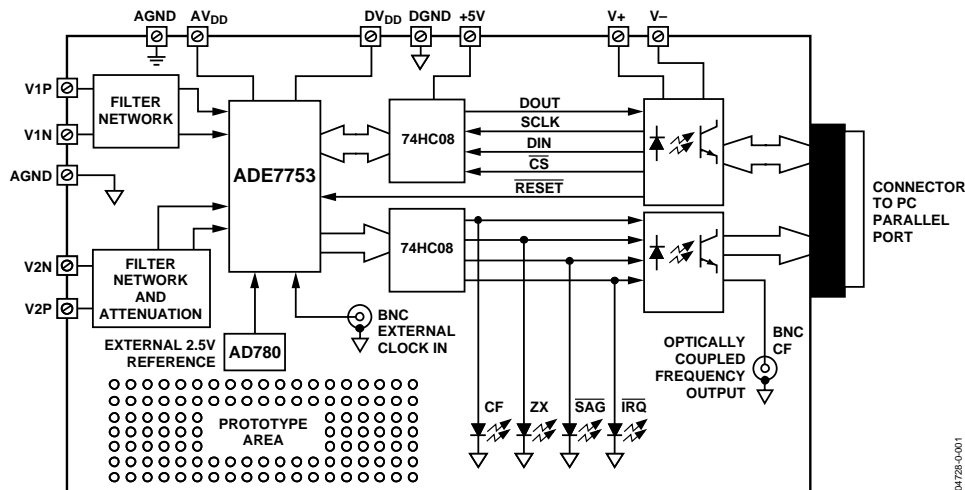 AGND AVDD DVDD DGND +5V V+ V–
V1P
V1N
AGND
V2N
V2P
FILTER
NETWORK
FILTER
NETWORK
AND
ATTENUATION
ADE7753
74HC08
74HC08
DOUT
SCLK
DIN
CS
RESET
CONNECTOR
TO PC
PARALLEL
PORT
EXTERNAL 2.5V
REFERENCE
AD780
BNC
EXTERNAL
CLOCK IN
OPTICALLY
COUPLED
FREQUENCY
OUTPUT
BNC
CF
PROTOTYPE
AREA
CF ZX SAG IRQ
04728-0-001